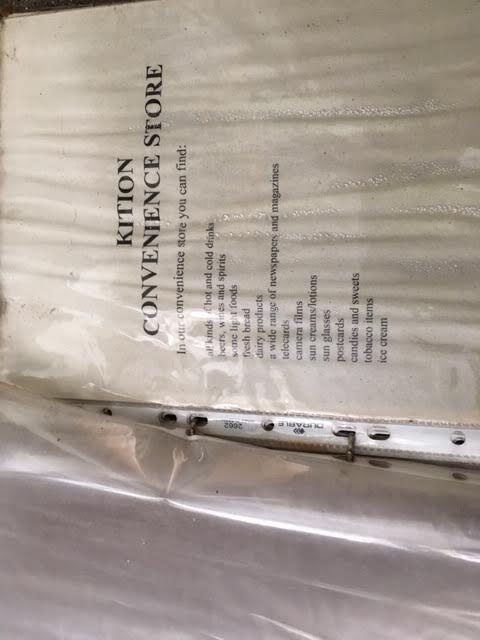 KITION
CONVENIENCE STORE
In our convenience store you can find:
all kinds of hot and cold drinks
beers, wines and spirits
some light foods
fresh bread
dairy products
a wide range of newspapers and magazines
telecards
camera films
sun creams/lotions
sun glasses
postcards
candies and sweets
tobacco items
ice cream
DURABLE
2662